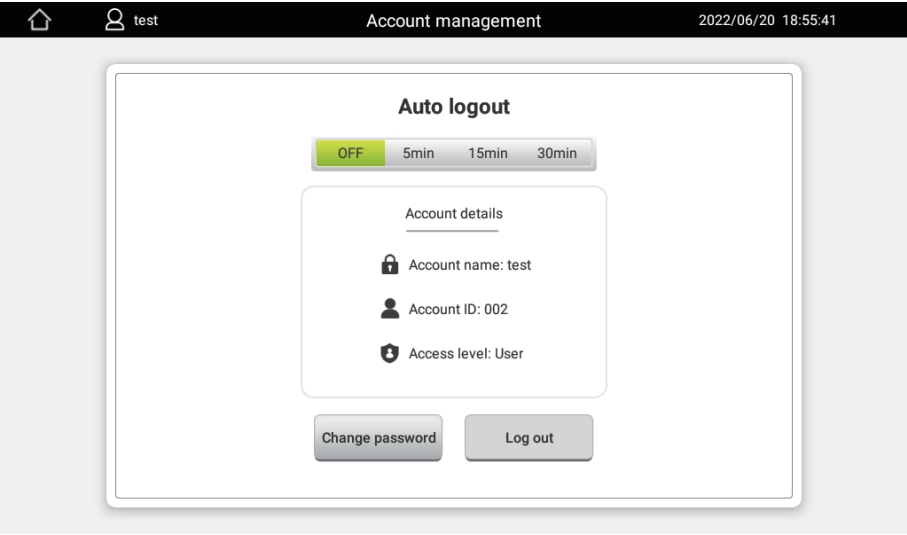 test Account management 2022/06/20 18:55:41
Auto logout
OFF 5min 15min 30min
Account details
Account name: test
Account ID: 002
Access level: User
Change password Log out